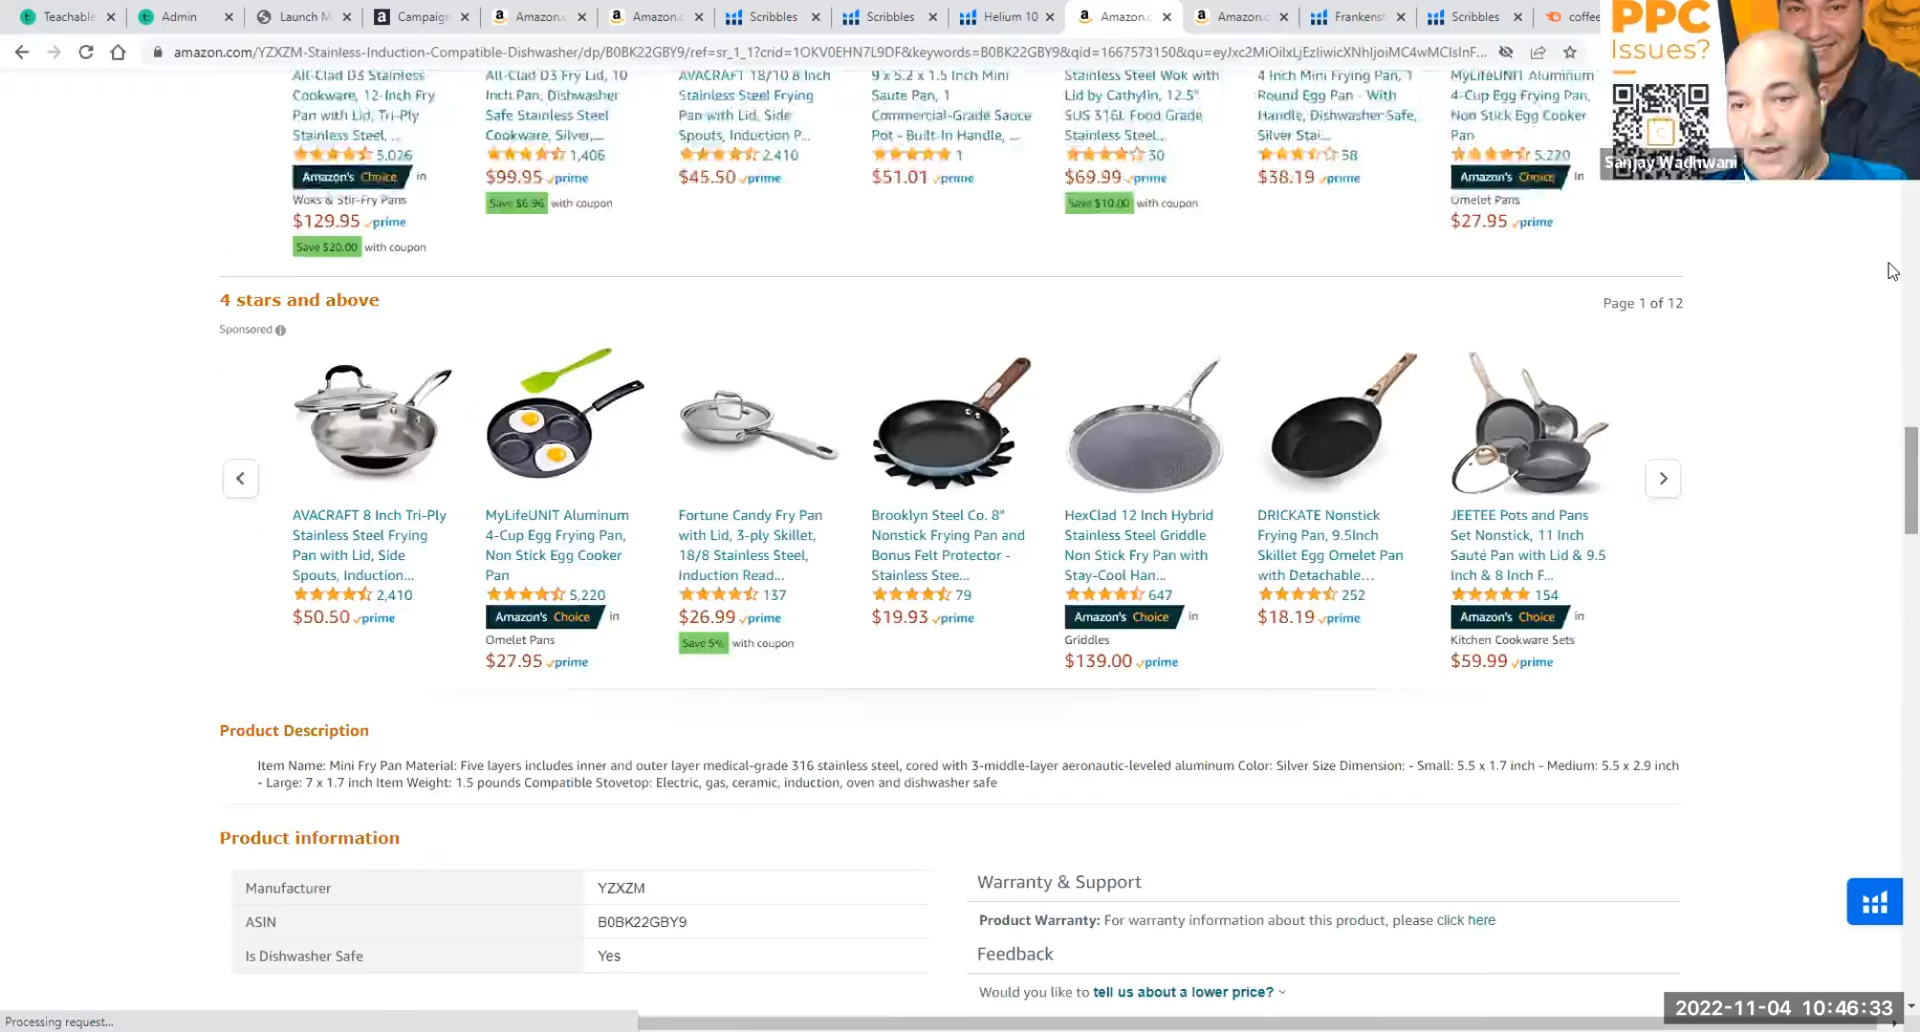 Teachable
Admin
Launch M
Campaign
Amazon.c
Amazon.c
Scribbles
Scribbles
Helium 10
Amazon.c
Amazon.c
Frankenst
Scribbles
coffee
amazon.com/YZXZM-Stainless-Induction-Compatible-Dishwasher/dp/B0BK22GBY9/ref=sr_1_1?crid=1OKV0EHN7L9DF&keywords=B0BK22GBY9&qid=1667573150&qu=eyJxc2MiOiIxLjEzIiwicXNhIjoiMC4wMCIsInF...
PPC
Issues?
Sanjay Wadhwani
All-Clad D3 Stainless
Cookware, 12-Inch Fry
Pan with Lid, Tri-Ply
Stainless Steel, ...
5,026
Amazon's Choice in
Woks & Stir-Fry Pans
$129.95 prime
Save $20.00 with coupon
All-Clad D3 Fry Lid, 10
Inch Pan, Dishwasher
Safe Stainless Steel
Cookware, Silver,...
1,406
$99.95 prime
Save $6.96 with coupon
AVACRAFT 18/10 8 Inch
Stainless Steel Frying
Pan with Lid, Side
Spouts, Induction P...
2,410
$45.50 prime
9 x 5.2 x 1.5 Inch Mini
Saute Pan, 1
Commercial-Grade Sauce
Pot - Built-In Handle, ...
1
$51.01 prime
Stainless Steel Wok with
Lid by Cathylin, 12.5"
SUS 316L Food Grade
Stainless Steel...
30
$69.99 prime
Save $10.00 with coupon
4 Inch Mini Frying Pan, 1
Round Egg Pan - With
Handle, Dishwasher Safe,
Silver Stai...
58
$38.19 prime
MyLifeUNIT Aluminum
4-Cup Egg Frying Pan,
Non Stick Egg Cooker
Pan
5,220
Amazon's Choice in
Omelet Pans
$27.95 prime
4 stars and above
Page 1 of 12
Sponsored
AVACRAFT 8 Inch Tri-Ply
Stainless Steel Frying
Pan with Lid, Side
Spouts, Induction...
2,410
$50.50 prime
MyLifeUNIT Aluminum
4-Cup Egg Frying Pan,
Non Stick Egg Cooker
Pan
5,220
Amazon's Choice in
Omelet Pans
$27.95 prime
Fortune Candy Fry Pan
with Lid, 3-ply Skillet,
18/8 Stainless Steel,
Induction Read...
137
$26.99 prime
Save 5% with coupon
Brooklyn Steel Co. 8"
Nonstick Frying Pan and
Bonus Felt Protector -
Stainless Stee...
79
$19.93 prime
HexClad 12 Inch Hybrid
Stainless Steel Griddle
Non Stick Fry Pan with
Stay-Cool Han...
647
Amazon's Choice in
Griddles
$139.00 prime
DRICKATE Nonstick
Frying Pan, 9.5Inch
Skillet Egg Omelet Pan
with Detachable...
252
$18.19 prime
JEETEE Pots and Pans
Set Nonstick, 11 Inch
Sauté Pan with Lid & 9.5
Inch & 8 Inch F...
154
Amazon's Choice in
Kitchen Cookware Sets
$59.99 prime
Product Description
Item Name: Mini Fry Pan Material: Five layers includes inner and outer layer medical-grade 316 stainless steel, cored with 3-middle-layer aeronautic-leveled aluminum Color: Silver Size Dimension: - Small: 5.5 x 1.7 inch - Medium: 5.5 x 2.9 inch
- Large: 7 x 1.7 inch Item Weight: 1.5 pounds Compatible Stovetop: Electric, gas, ceramic, induction, oven and dishwasher safe
Product information
Manufacturer YZXZM
ASIN B0BK22GBY9
Is Dishwasher Safe Yes
Warranty & Support
Product Warranty: For warranty information about this product, please click here
Feedback
Would you like to tell us about a lower price?
Processing request...
2022-11-04 10:46:33